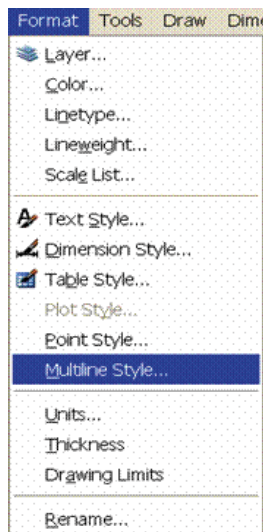 Format Tools Draw Dim
Layer...
Color...
Linetype...
Lineweight...
Scale List...
Text Style...
Dimension Style...
Table Style...
Plot Style...
Point Style...
Multiline Style...
Units...
Thickness
Drawing Limits
Rename...